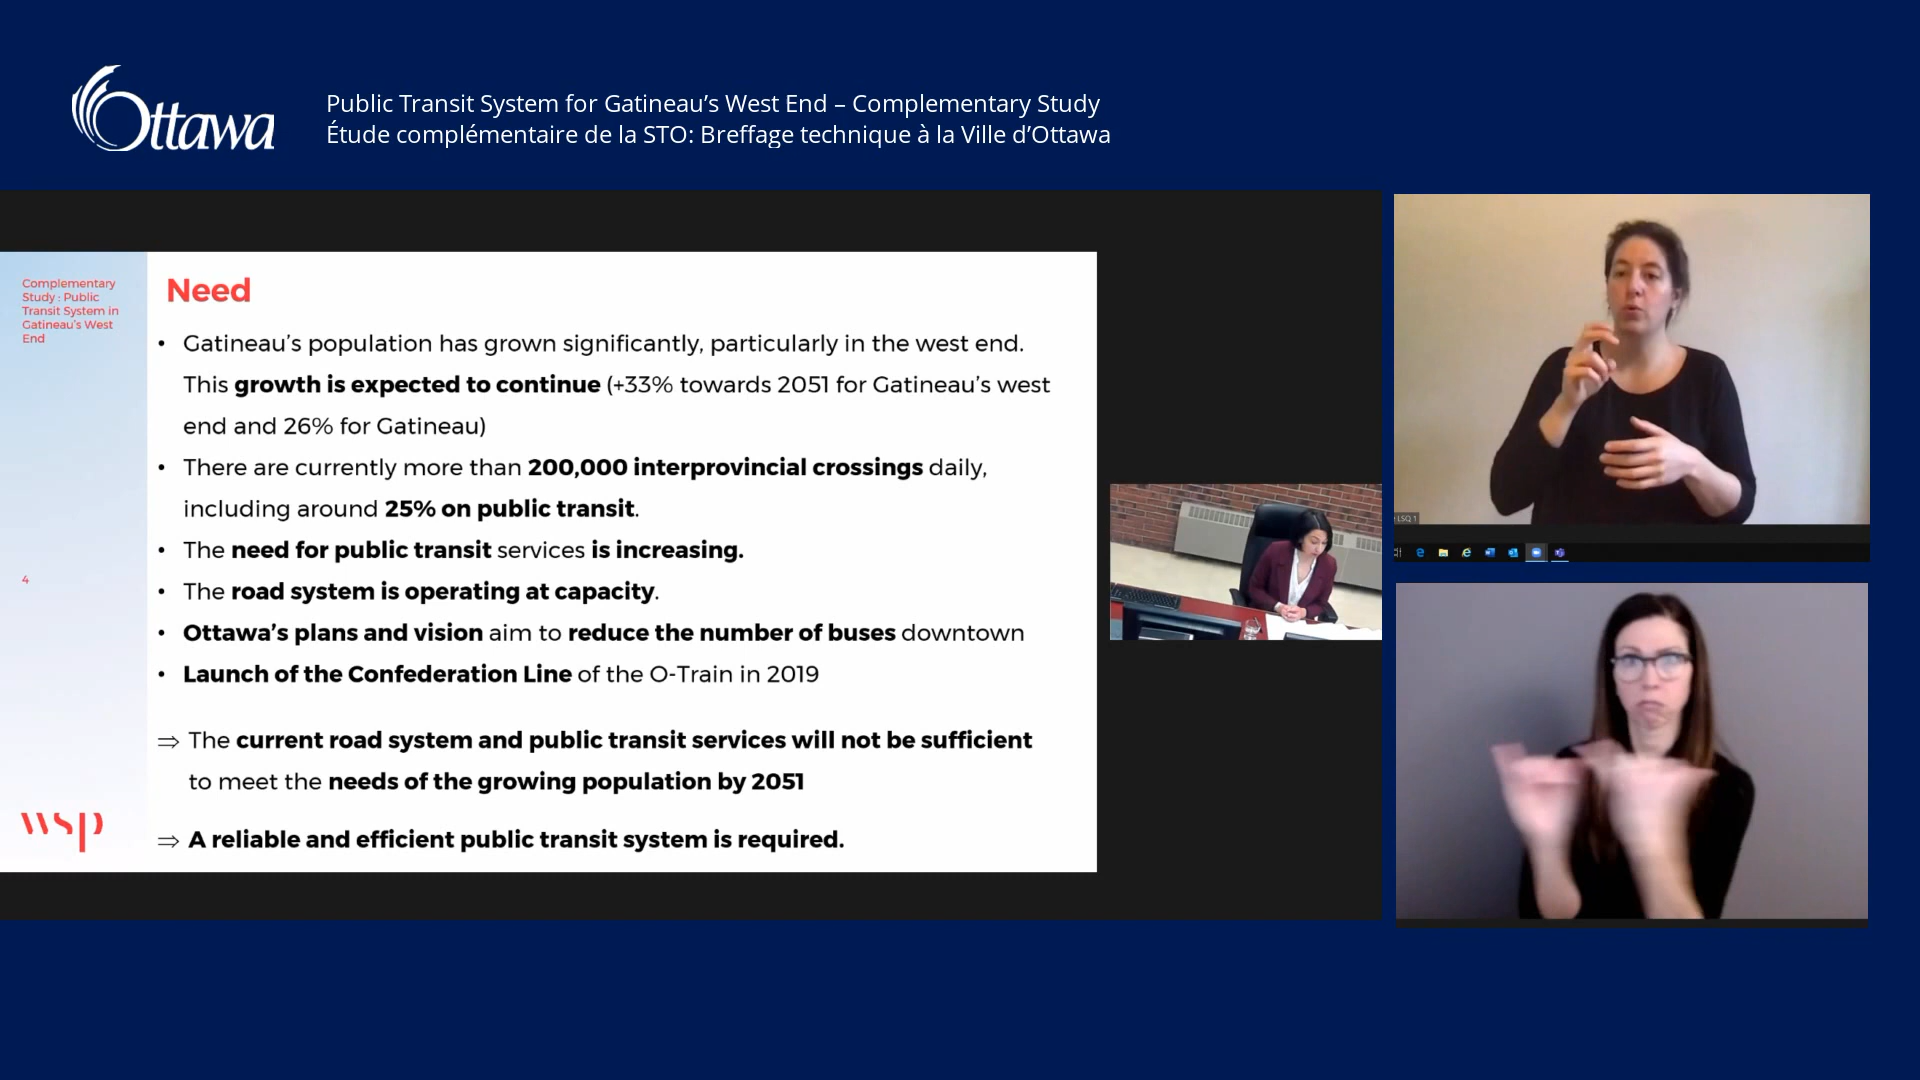 Ottawa
Public Transit System for Gatineau’s West End – Complementary Study
Étude complémentaire de la STO: Breffage technique à la Ville d’Ottawa
Complementary
Study : Public
Transit System in
Gatineau's West
End
4
wsp
Need
• Gatineau’s population has grown significantly, particularly in the west end.
This growth is expected to continue (+33% towards 2051 for Gatineau’s west
end and 26% for Gatineau)
• There are currently more than 200,000 interprovincial crossings daily,
including around 25% on public transit.
• The need for public transit services is increasing.
• The road system is operating at capacity.
• Ottawa’s plans and vision aim to reduce the number of buses downtown
• Launch of the Confederation Line of the O-Train in 2019
⇒ The current road system and public transit services will not be sufficient
to meet the needs of the growing population by 2051
⇒ A reliable and efficient public transit system is required.
LSQ 1